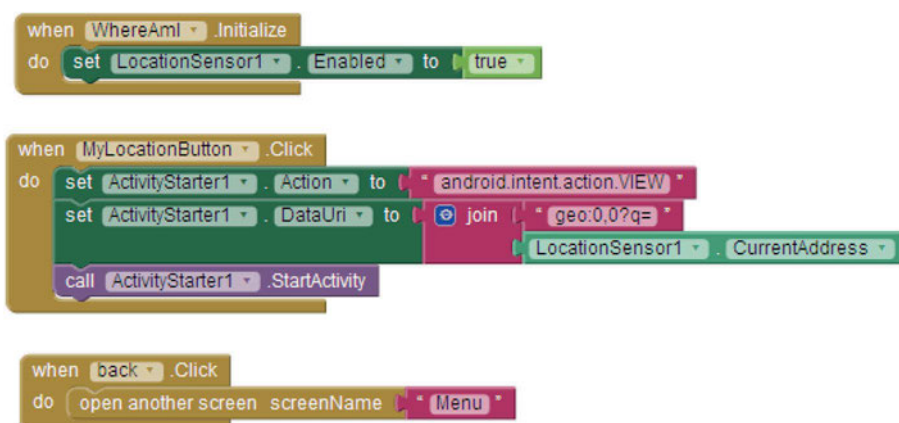 when WhereAmI .Initialize
do set LocationSensor1 . Enabled to true
when MyLocationButton .Click
do set ActivityStarter1 . Action to " android.intent.action.VIEW "
set ActivityStarter1 . DataUri to join " geo:0,0?q= "
LocationSensor1 . CurrentAddress
call ActivityStarter1 .StartActivity
when back .Click
do open another screen screenName " Menu "